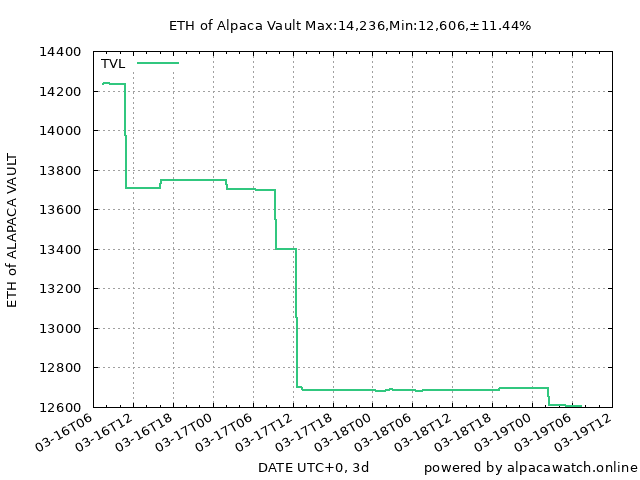 ETH of Alpaca Vault Max:14,236,Min:12,606,±11.44%
TVL
14400
14200
14000
13800
13600
13400
13200
13000
12800
12600
ETH of ALAPACA VAULT
03-16T06
03-16T12
03-16T18
03-17T00
03-17T06
03-17T12
03-18T00
03-18T06
03-18T12
03-18T18
03-19T00
03-19T06
03-19T12
DATE UTC+0, 3d
powered by alpacawatch.online